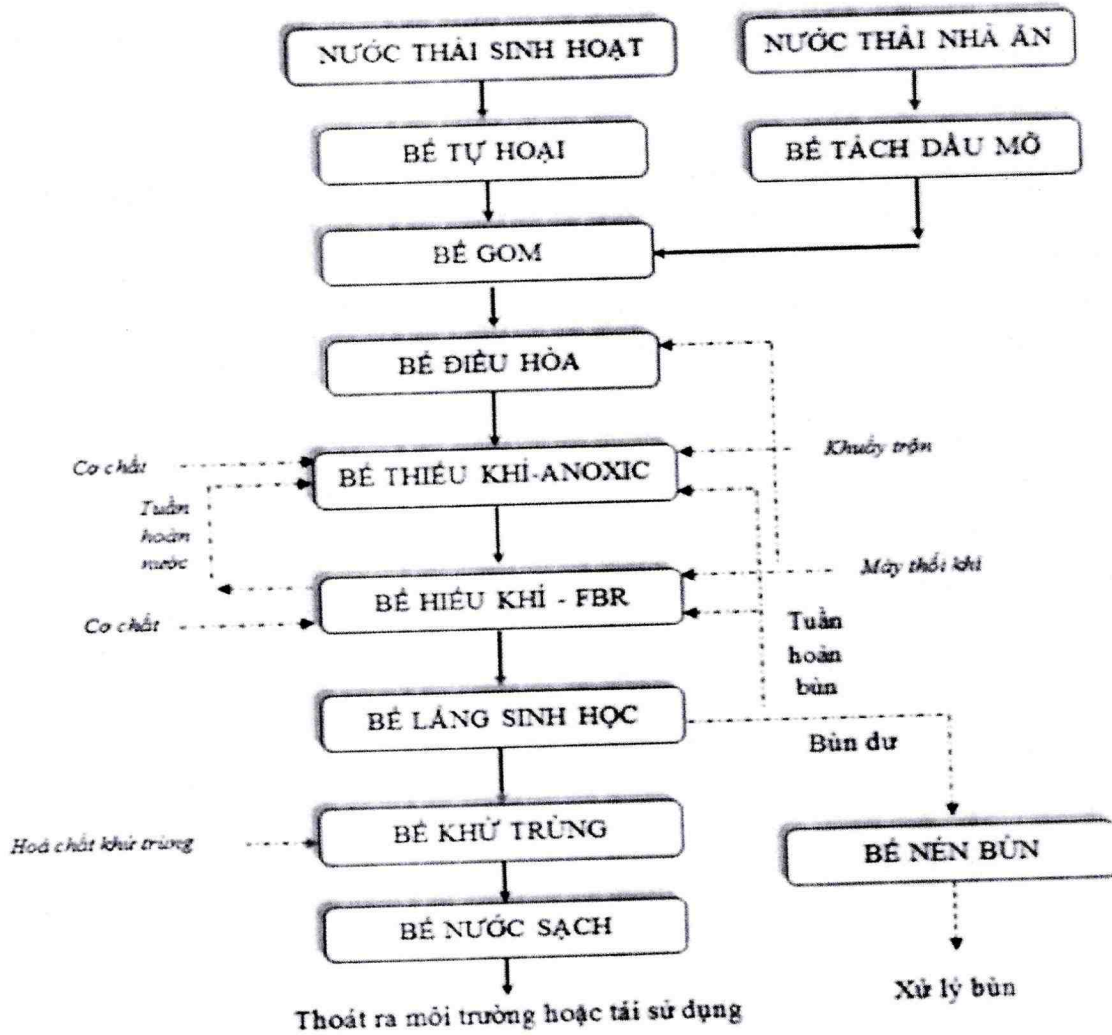 NƯỚC THẢI SINH HOẠT
NƯỚC THẢI NHÀ ĂN
BỂ TỰ HOẠI
BỂ TÁCH DẦU MỠ
BỂ GOM
BỂ ĐIỀU HÒA
Cơ chất
BỂ THIẾU KHÍ-ANOXIC
Khuấy trộn
Tuần
hoàn
nước
BỂ HIẾU KHÍ - FBR
Máy thổi khí
Cơ chất
Tuần
hoàn
bùn
BỂ LẮNG SINH HỌC
Bùn dư
Hoá chất khử trùng
BỂ KHỬ TRÙNG
BỂ NÉN BÙN
BỂ NƯỚC SẠCH
Xử lý bùn
Thoát ra môi trường hoặc tái sử dụng